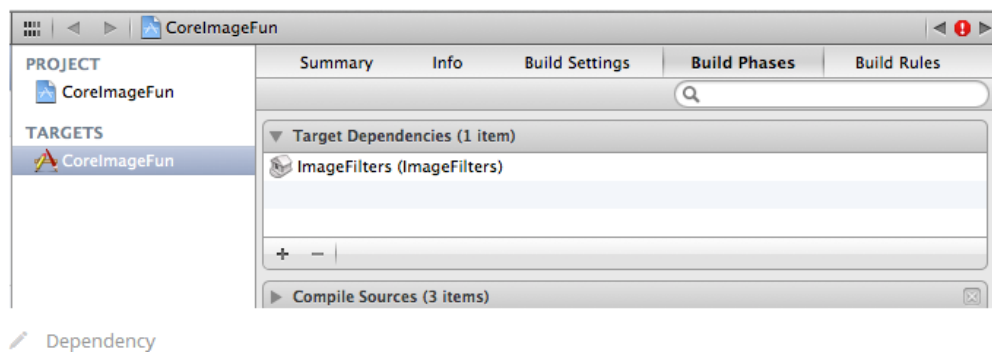 CoreImageFun
PROJECT
CoreImageFun
TARGETS
CoreImageFun
Summary Info Build Settings Build Phases Build Rules
Target Dependencies (1 item)
ImageFilters (ImageFilters)
Compile Sources (3 items)
Dependency